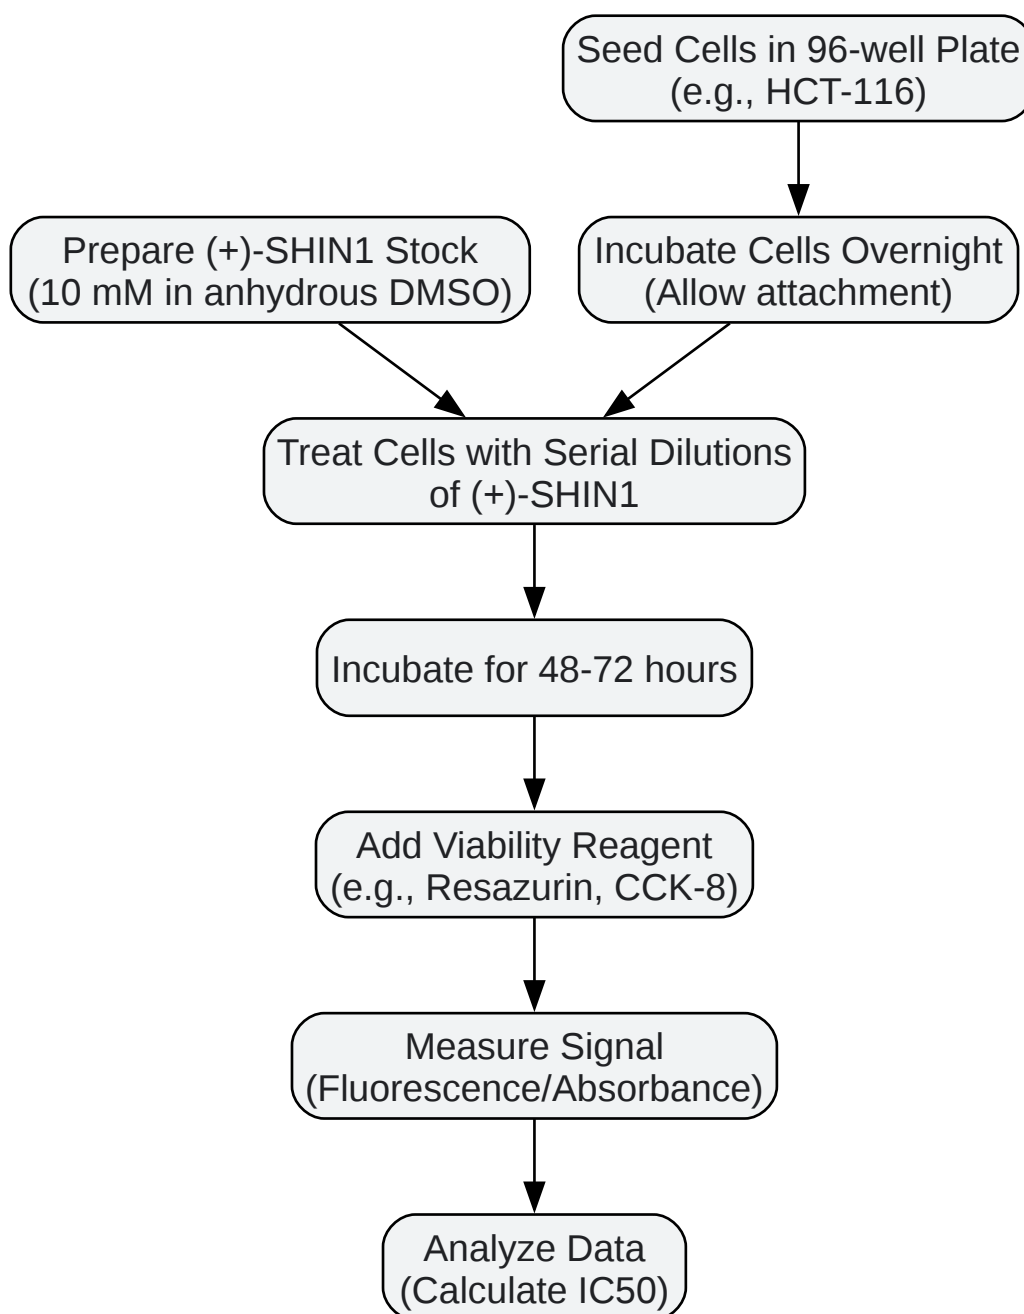 Seed Cells in 96-well Plate
(e.g., HCT-116)
Prepare (+)-SHIN1 Stock
(10 mM in anhydrous DMSO)
Incubate Cells Overnight
(Allow attachment)
Treat Cells with Serial Dilutions
of (+)-SHIN1
Incubate for 48-72 hours
Add Viability Reagent
(e.g., Resazurin, CCK-8)
Measure Signal
(Fluorescence/Absorbance)
Analyze Data
(Calculate IC50)